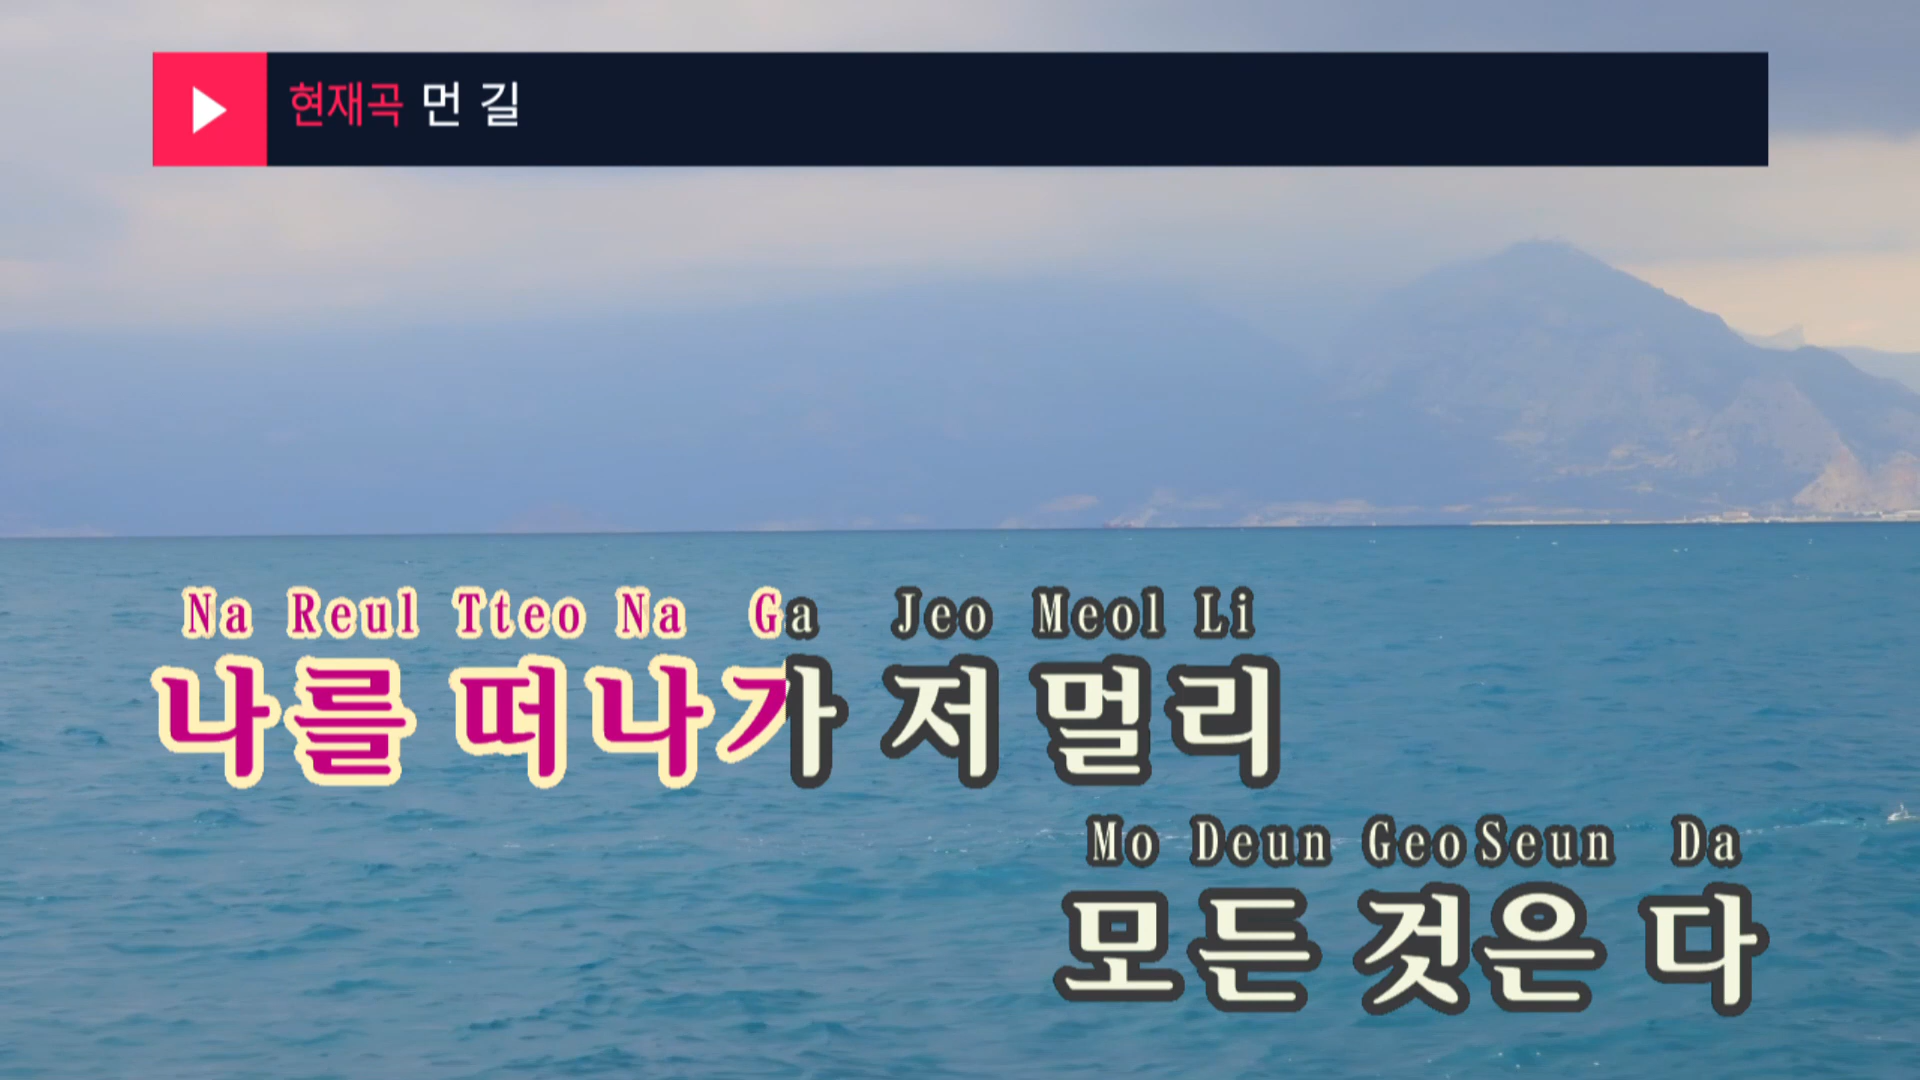 현재곡 먼 길
Na Reul Tteo Na Ga Jeo Meol Li
나를 떠나가 저 멀리
Mo Deun Geo Seun Da
모든 것은 다